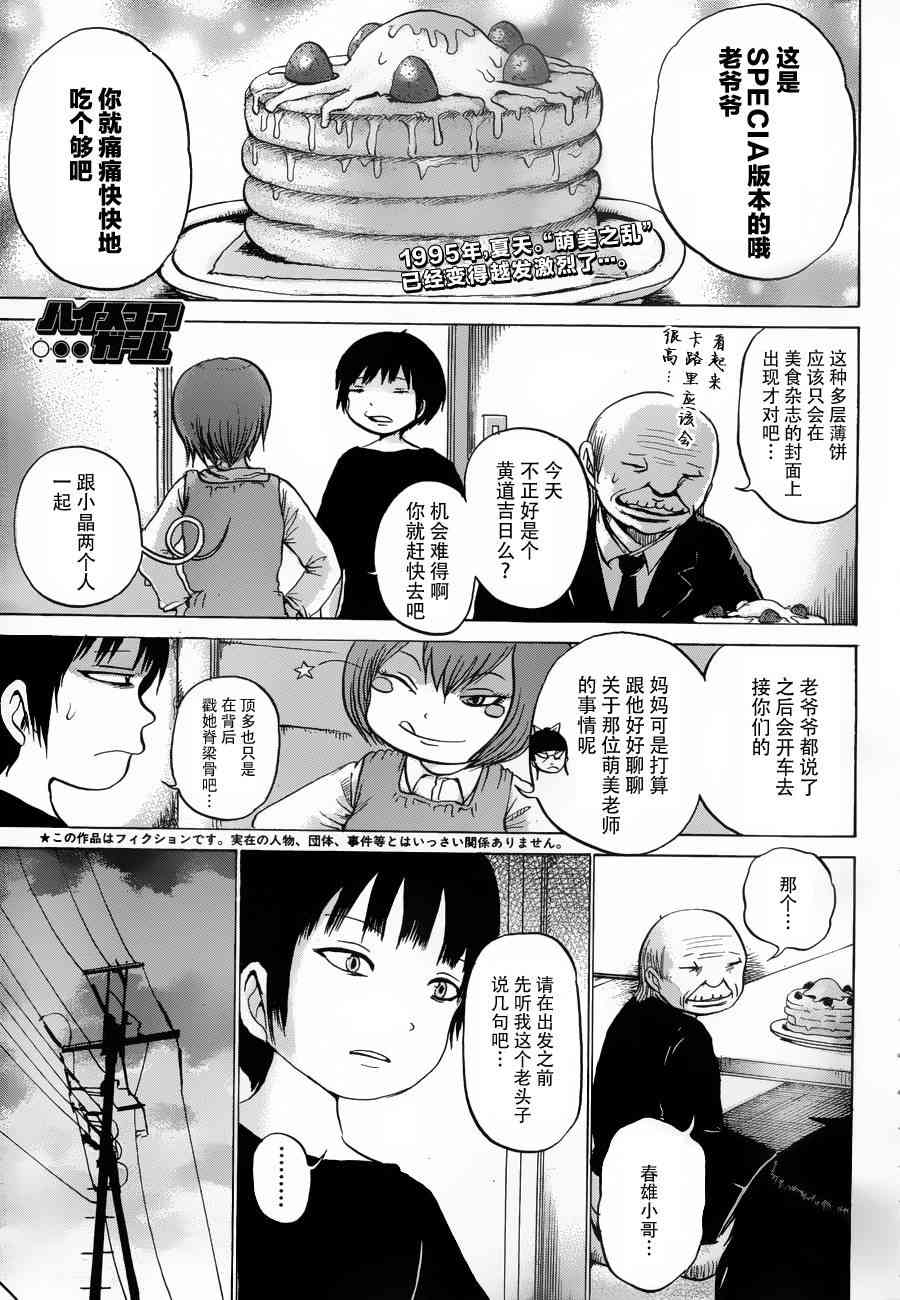 这是
SPECIA版本的哦
老爷爷
你就痛痛快快地
吃个够吧
1995年,夏天。“萌美之乱”
已经变得越发激烈了…。
ハイスコアガール
这种多层薄饼
应该只会在
美食杂志的封面上
出现才对吧…
看起来
卡路里应该会
很高…
今天
不正好是个
黄道吉日么?
机会难得啊
你就赶快去吧
跟小晶两个人
一起
老爷爷都说了
之后会开车去
接你们的
妈妈可是打算
跟他好好聊聊
关于那位萌美老师
的事情呢
顶多也只是
在背后
戳她脊梁骨吧…
★この作品はフィクションです。実在の人物、団体、事件等とはいっさい関係ありません。
那个…
春雄小哥…
请在出发之前
先听我这个老头子
说几句吧…
………